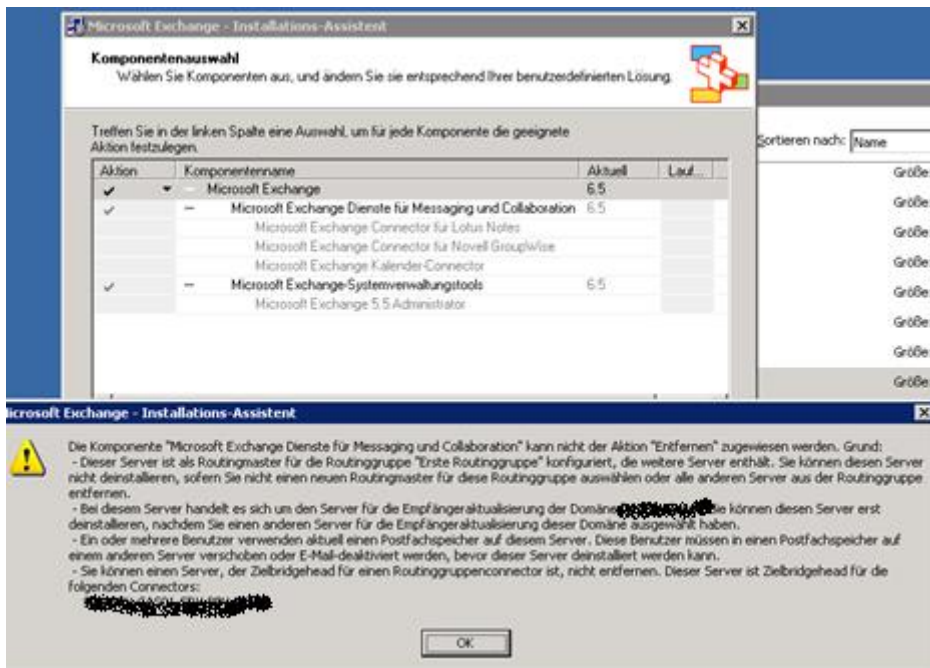 Microsoft Exchange - Installations-Assistent
Komponentenauswahl
Wählen Sie Komponenten aus, und ändern Sie sie entsprechend Ihrer benutzerdefinierten Lösung.
Treffen Sie in der linken Spalte eine Auswahl, um für jede Komponente die geeignete
Aktion festzulegen.
Sortieren nach: Name
Aktion Komponentenname Aktuell Lauf...
Microsoft Exchange 6.5
Microsoft Exchange Dienste für Messaging und Collaboration 6.5
Microsoft Exchange Connector für Lotus Notes
Microsoft Exchange Connector für Novell GroupWise
Microsoft Exchange Kalender-Connector
Microsoft Exchange-Systemverwaltungstools 6.5
Microsoft Exchange 5.5 Administrator
Größe
Größe
Größe
Größe
Größe
Größe
Größe
Größe
icrosoft Exchange - Installations-Assistent
Die Komponente "Microsoft Exchange Dienste für Messaging und Collaboration" kann nicht der Aktion "Entfernen" zugewiesen werden. Grund:
- Dieser Server ist als Routingmaster für die Routinggruppe "Erste Routinggruppe" konfiguriert, die weitere Server enthält. Sie können diesen Server
nicht deinstallieren, sofern Sie nicht einen neuen Routingmaster für diese Routinggruppe auswählen oder alle anderen Server aus der Routinggruppe
entfernen.
- Bei diesem Server handelt es sich um den Server für die Empfängeraktualisierung der Domäne Sie können diesen Server erst
deinstallieren, nachdem Sie einen anderen Server für die Empfängeraktualisierung dieser Domäne ausgewählt haben.
- Ein oder mehrere Benutzer verwenden aktuell einen Postfachspeicher auf diesem Server. Diese Benutzer müssen in einen Postfachspeicher auf
einem anderen Server verschoben oder E-Mail-deaktiviert werden, bevor dieser Server deinstalliert werden kann.
- Sie können einen Server, der Zielbridgehead für einen Routinggruppenconnector ist, nicht entfernen. Dieser Server ist Zielbridgehead für die
folgenden Connectors:
OK